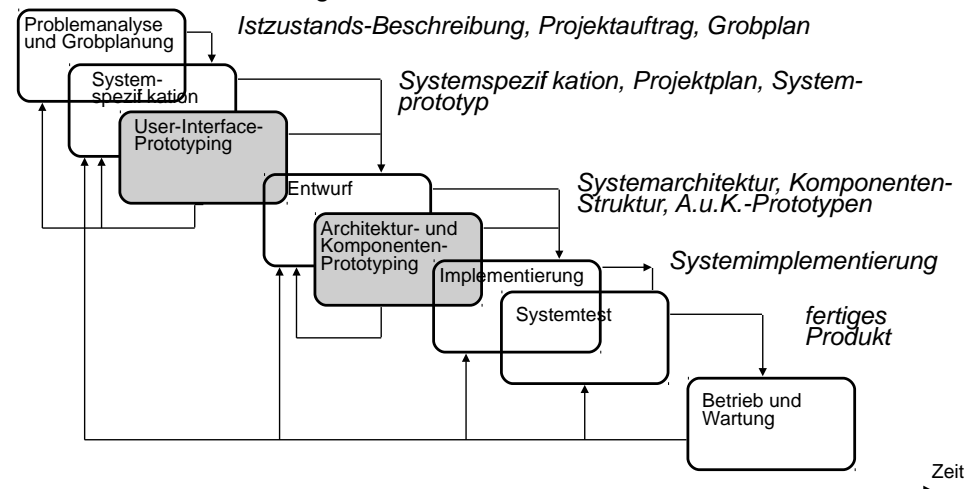 Problemanalyse
und Grobplanung
Istzustands-Beschreibung, Projektauftrag, Grobplan
System-
spezif kation
Systemspezif kation, Projektplan, System-
prototyp
User-Interface-
Prototyping
Entwurf
Systemarchitektur, Komponenten-
Struktur, A.u.K.-Prototypen
Architektur- und
Komponenten-
Prototyping
Implementierung
Systemimplementierung
Systemtest
fertiges
Produkt
Betrieb und
Wartung
Zeit